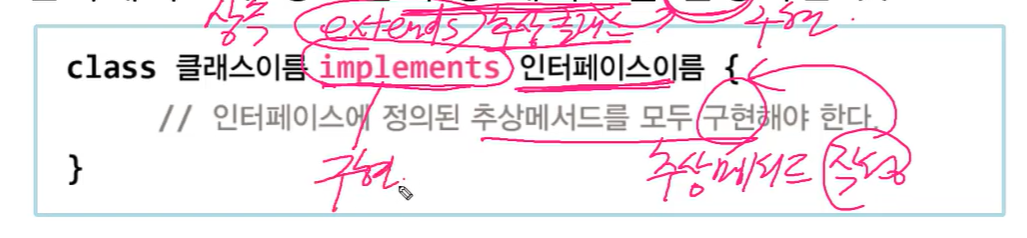 상속 extends 추상클래스 구현.
class 클래스이름 implements 인터페이스이름 {
// 인터페이스에 정의된 추상메서드를 모두 구현해야 한다.
구현. 추상메서드 작성
}